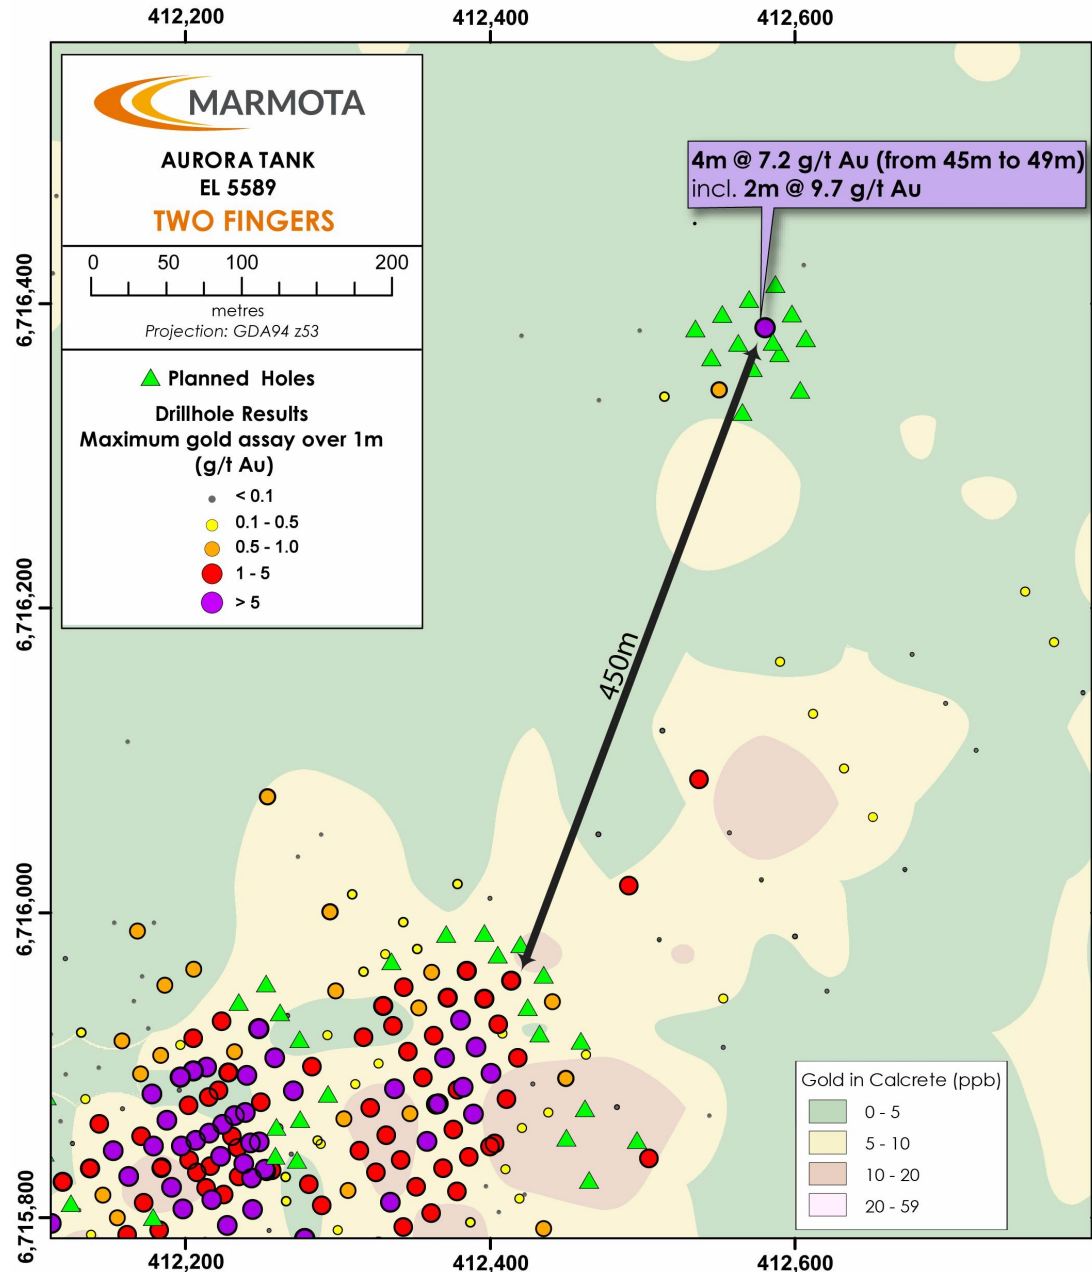 412,200 412,400 412,600
MARMOTA
AURORA TANK
EL 5589
TWO FINGERS
0 50 100 200
metres
Projection: GDA94 z53
Planned Holes
Drillhole Results
Maximum gold assay over 1m
(g/t Au)
< 0.1
0.1 - 0.5
0.5 - 1.0
1 - 5
> 5
4m @ 7.2 g/t Au (from 45m to 49m)
incl. 2m @ 9.7 g/t Au
450m
6,716,400
6,716,200
6,716,000
6,715,800
Gold in Calcrete (ppb)
0 - 5
5 - 10
10 - 20
20 - 59
412,200 412,400 412,600